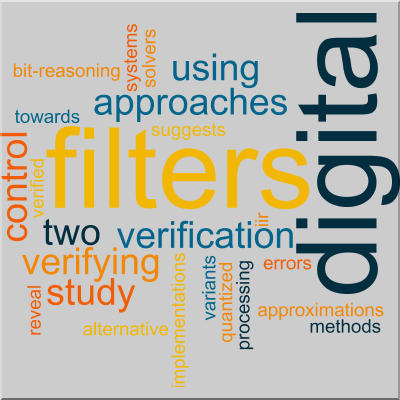 digital
systems
solvers
bit-reasoning
using
approaches
towards
suggests
filters
control
verified
two
verification
iir
verifying
study
errors
implementations
variants
quantized
processing
reveal
approximations
alternative
methods